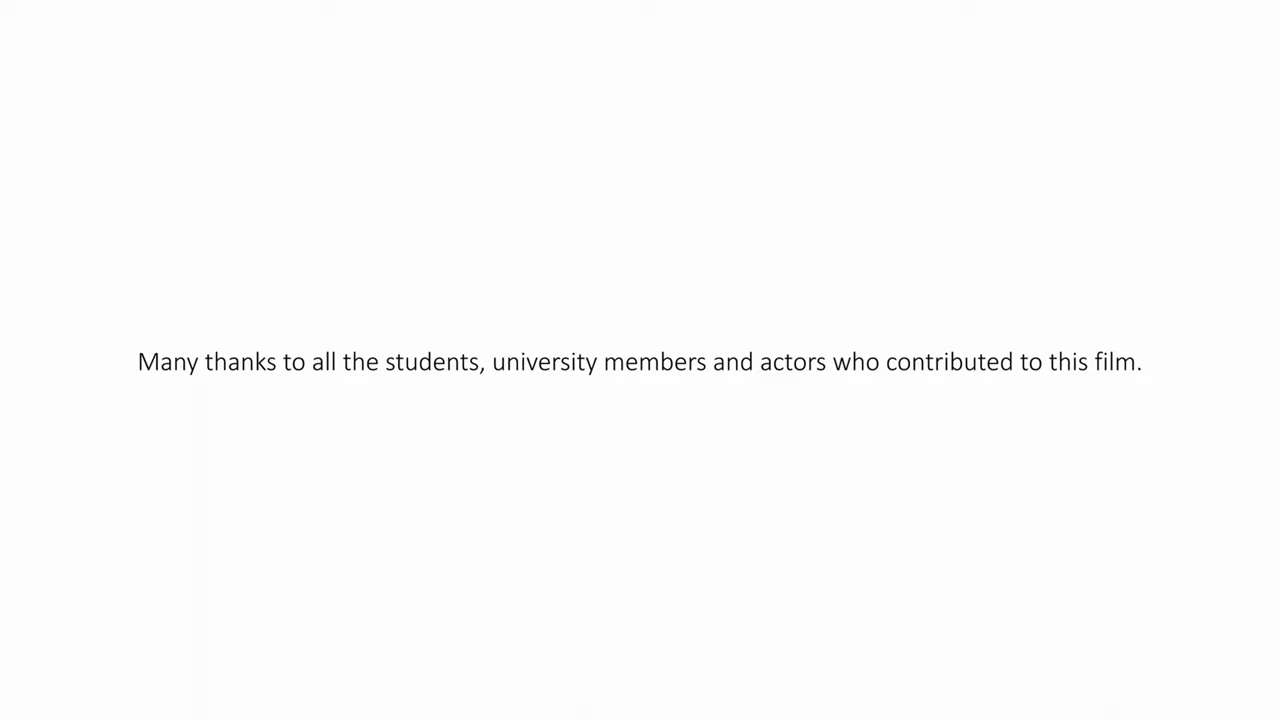 Many thanks to all the students, university members and actors who contributed to this film.